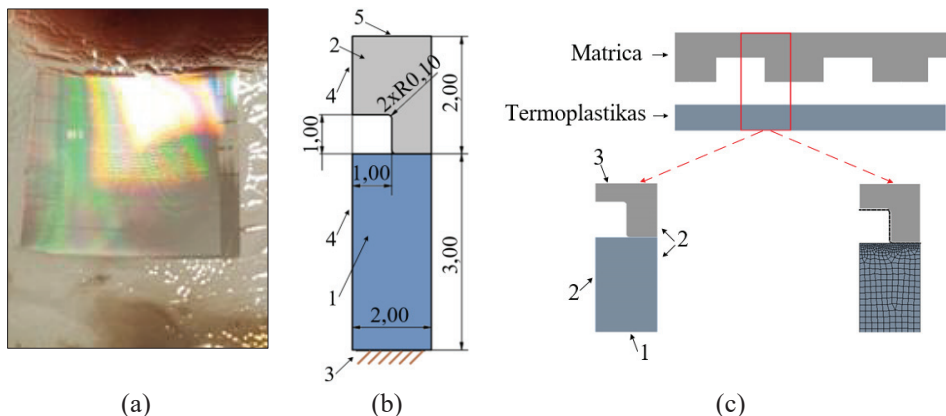 5
2
4
2xR0,10
2,00
1,00
1,00
4
3,00
1
2,00
3
Matrica
Termoplastikas
3
2
2
1
(a)
(b)
(c)